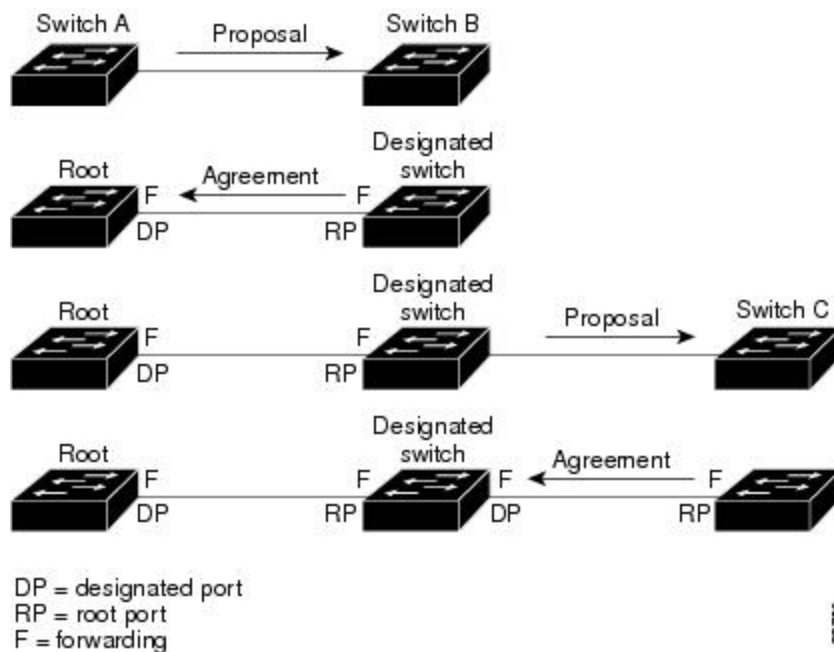 Switch A
Proposal
Switch B
Root
F
Agreement
F
Designated
switch
DP
RP
Root
F
F
Designated
switch
Proposal
Switch C
DP
RP
Root
F
F
Designated
switch
F
Agreement
F
DP
RP
DP
RP
DP = designated port
RP = root port
F = forwarding